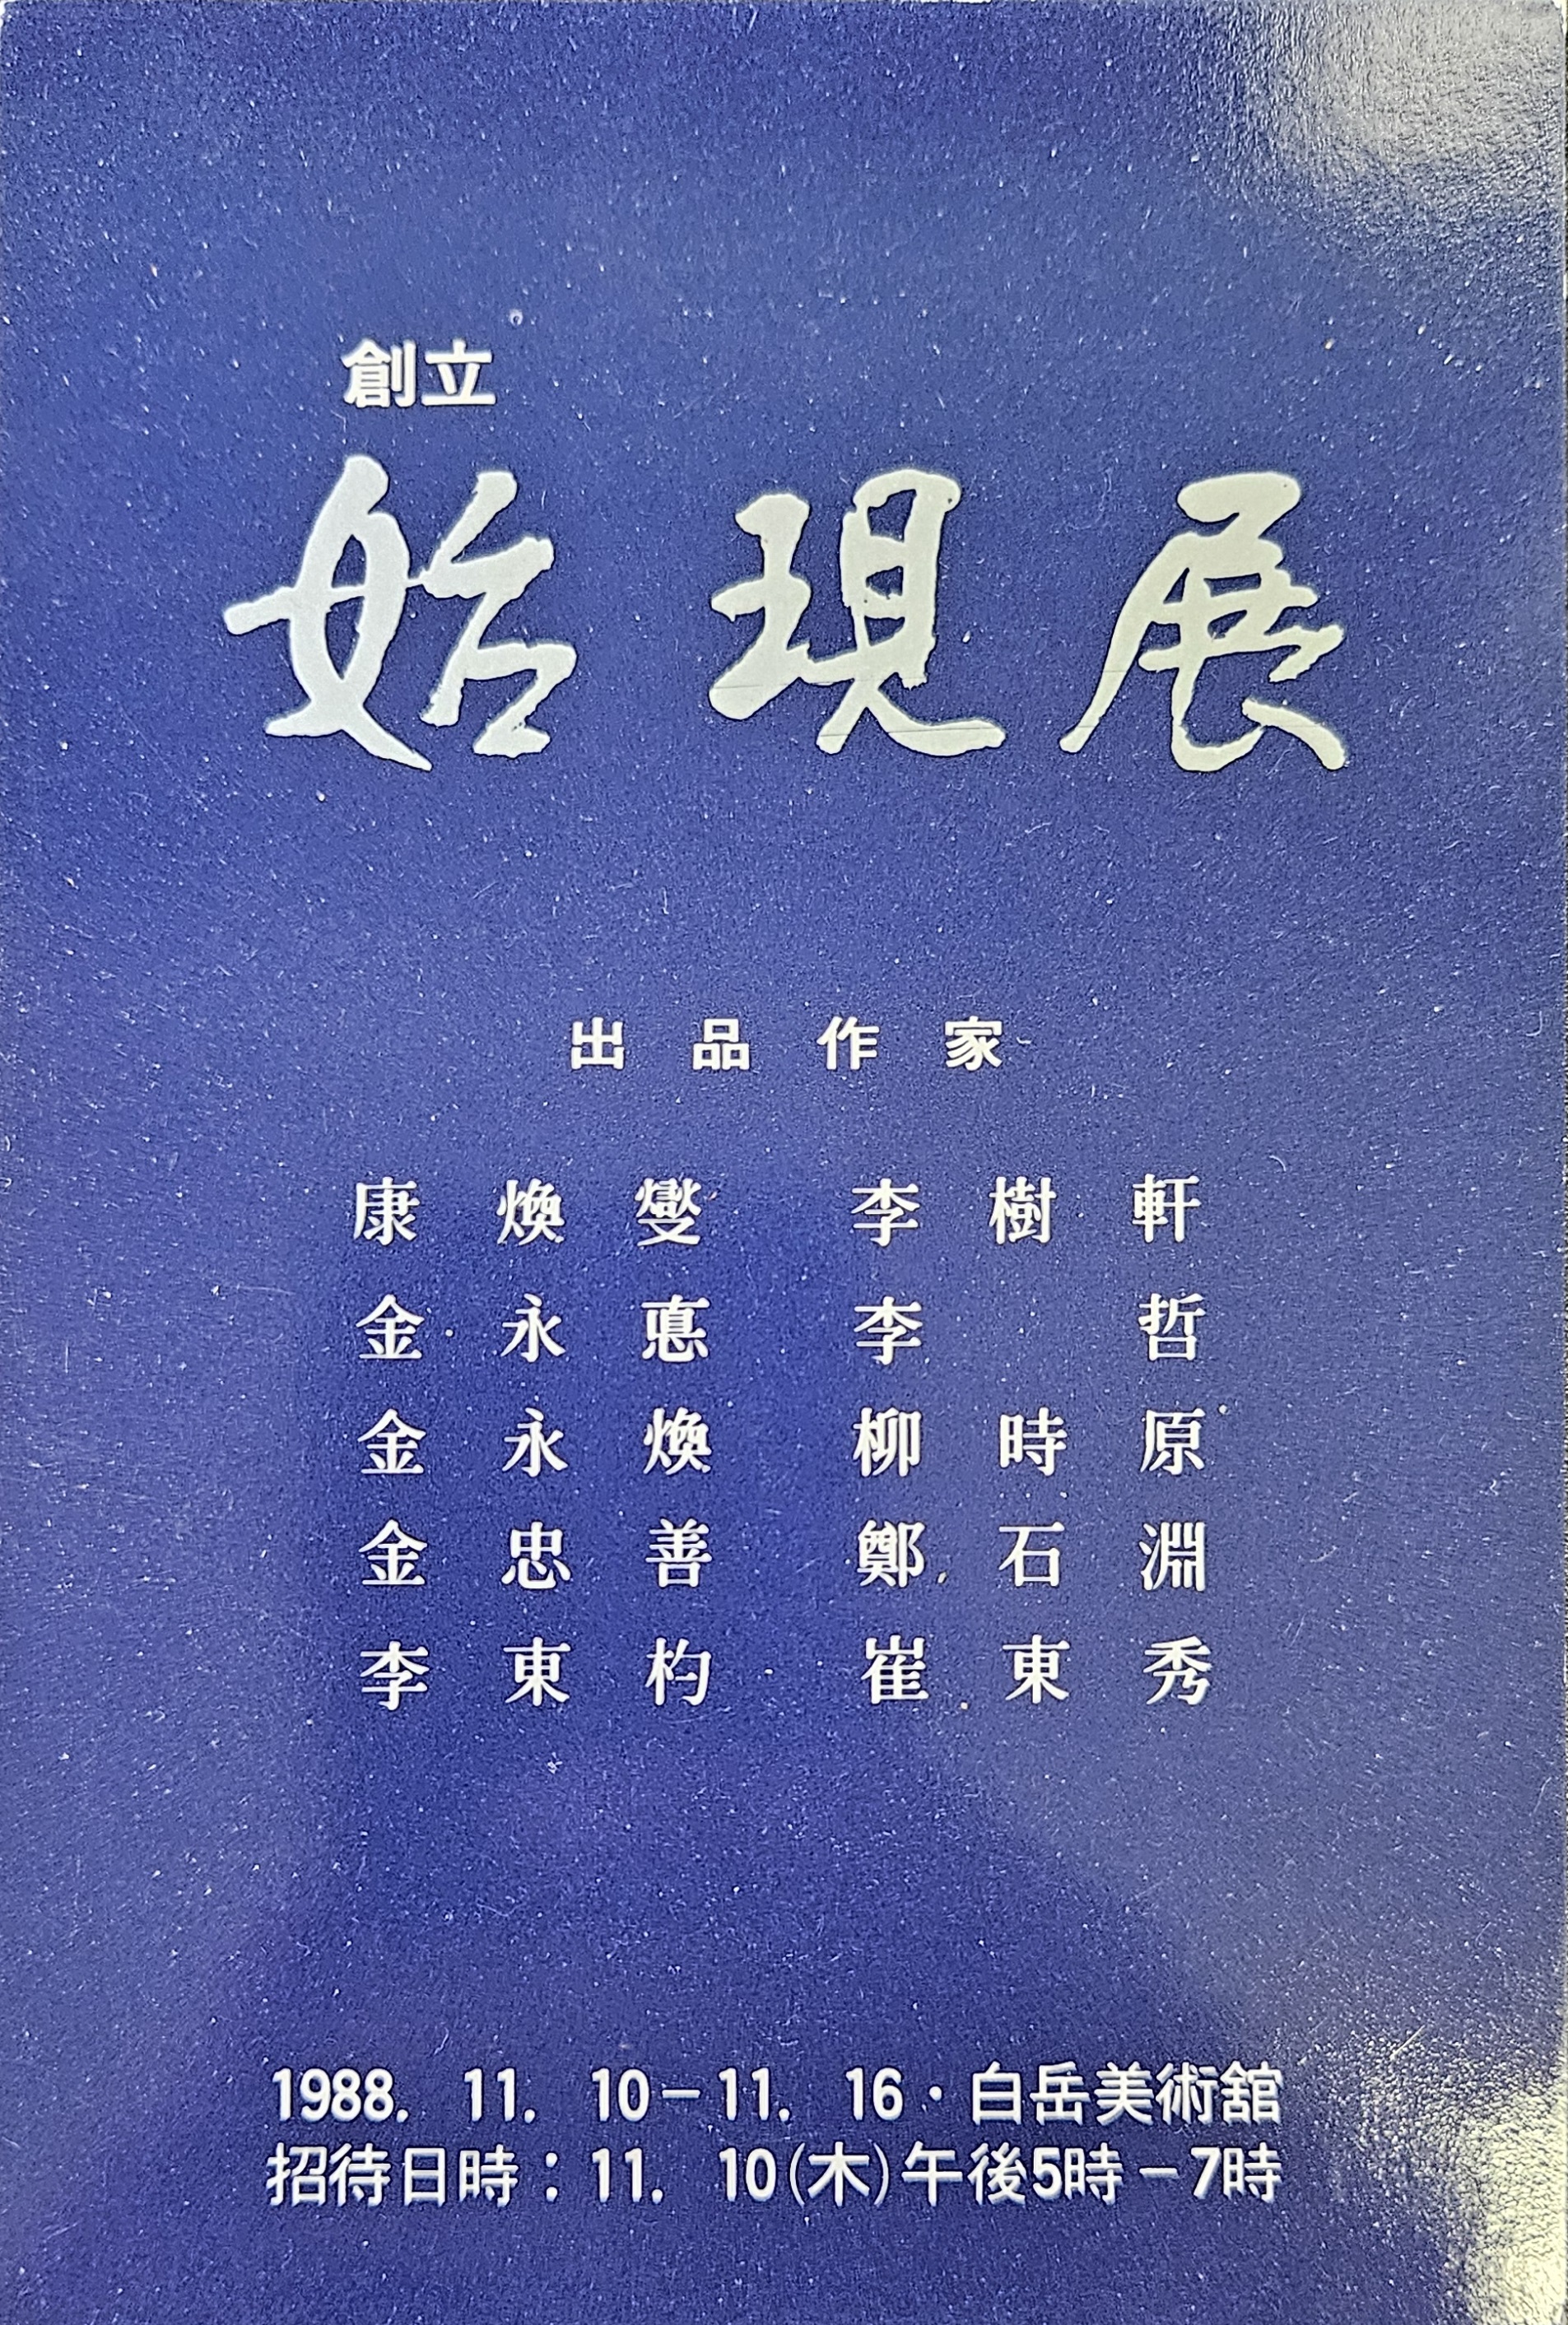 創立
始現展
出品作家
康煥燮 李樹軒
金永悳 李哲
金永煥 柳時原
金忠善 鄭石淵
李東杓 崔東秀
1988. 11. 10−11. 16・白岳美術舘
招待日時：11. 10(木)午後5時−7時